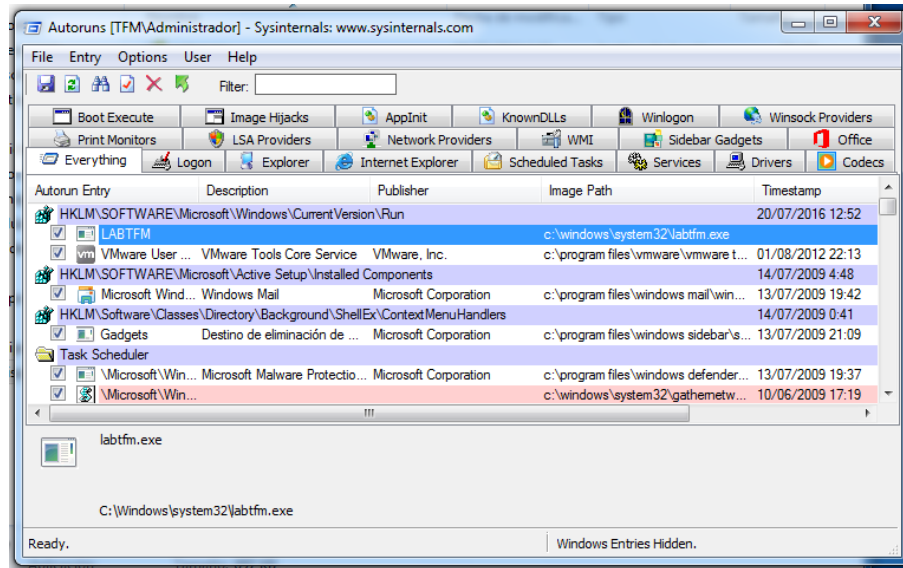 Autoruns [TFM\Administrador] - Sysinternals: www.sysinternals.com
File Entry Options User Help
Filter:
Boot Execute Image Hijacks AppInit KnownDLLs Winlogon Winsock Providers
Print Monitors LSA Providers Network Providers WMI Sidebar Gadgets Office
Everything Logon Explorer Internet Explorer Scheduled Tasks Services Drivers Codecs
Autorun Entry Description Publisher Image Path Timestamp
HKLM\SOFTWARE\Microsoft\Windows\CurrentVersion\Run 20/07/2016 12:52
LABTFM c:\windows\system32\labtfm.exe
vm VMware User ... VMware Tools Core Service VMware, Inc. c:\program files\vmware\vmware t... 01/08/2012 22:13
HKLM\SOFTWARE\Microsoft\Active Setup\Installed Components 14/07/2009 4:48
Microsoft Wind... Windows Mail Microsoft Corporation c:\program files\windows mail\win... 13/07/2009 19:42
HKLM\Software\Classes\Directory\Background\ShellEx\ContextMenuHandlers 14/07/2009 0:41
Gadgets Destino de eliminación de ... Microsoft Corporation c:\program files\windows sidebar\s... 13/07/2009 21:09
Task Scheduler
\Microsoft\Win... Microsoft Malware Protectio... Microsoft Corporation c:\program files\windows defender... 13/07/2009 19:37
\Microsoft\Win... c:\windows\system32\gathernetw... 10/06/2009 17:19
labtfm.exe
C:\Windows\system32\labtfm.exe
Ready. Windows Entries Hidden.